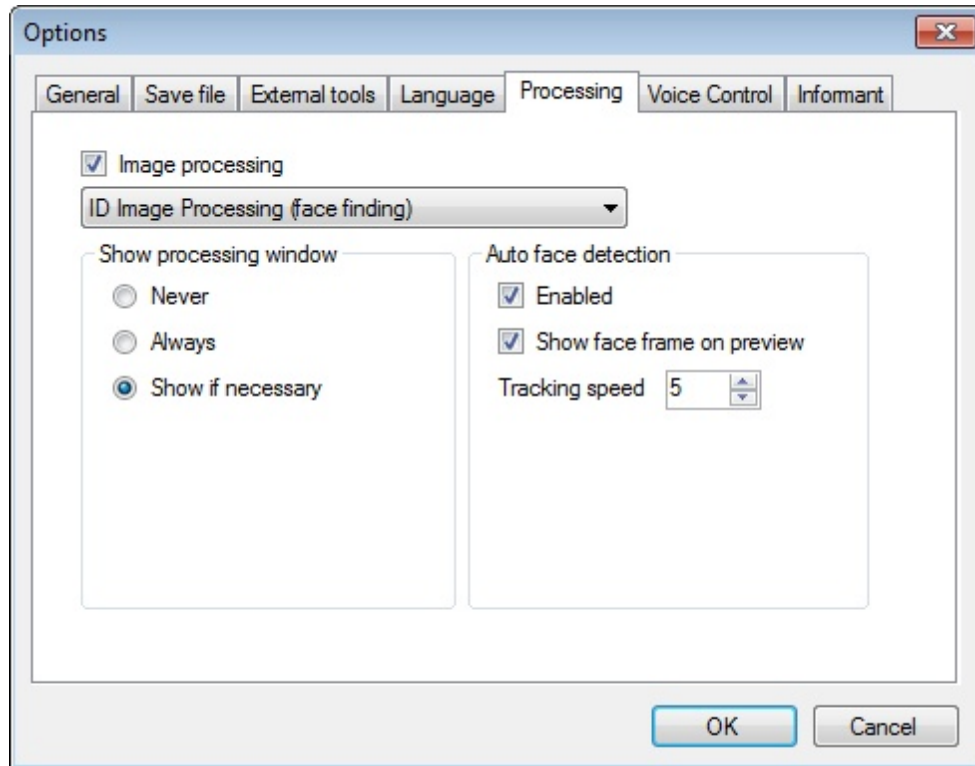 Options
General Save file External tools Language Processing Voice Control Informant
Image processing
ID Image Processing (face finding)
Show processing window
Never
Always
Show if necessary
Auto face detection
Enabled
Show face frame on preview
Tracking speed 5
OK Cancel